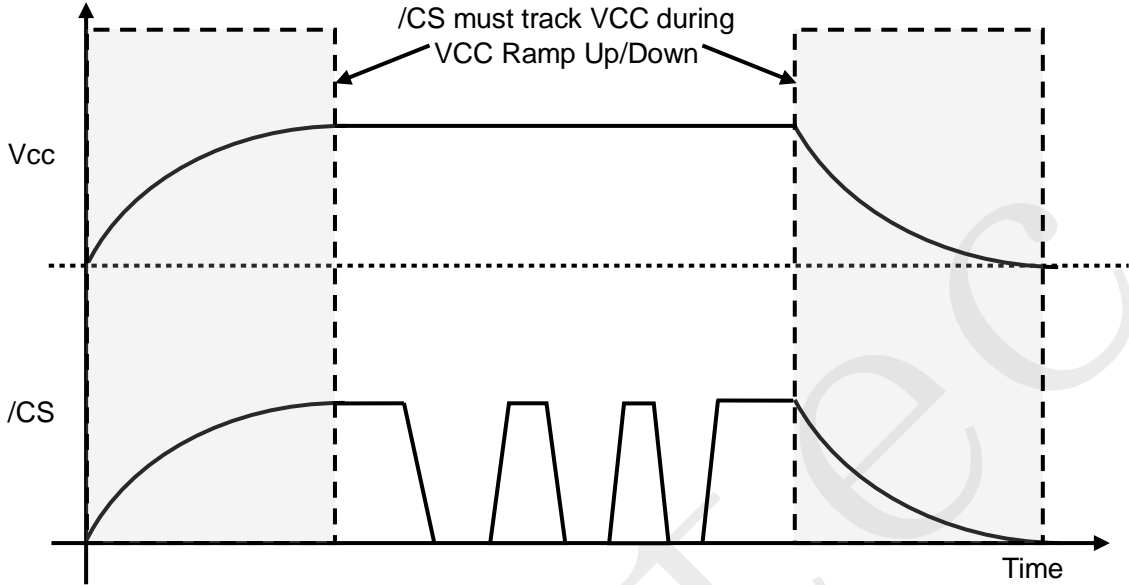 /CS must track VCC during
VCC Ramp Up/Down
Vcc
/CS
Time